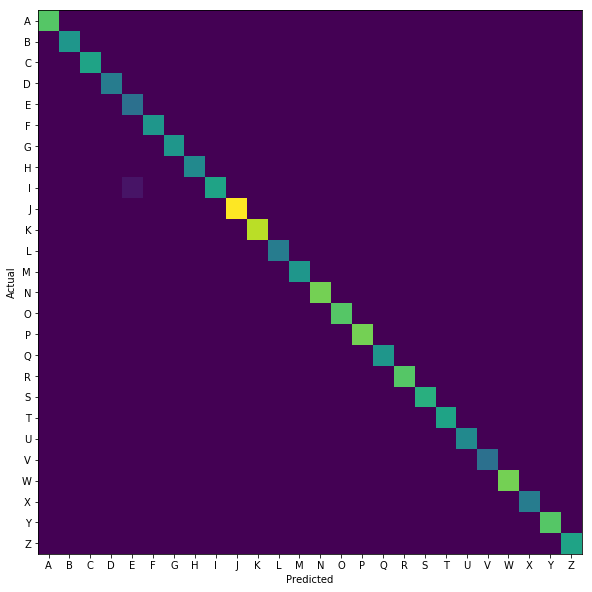 A
B
C
D
E
F
G
H
I
J
K
L
M
N
O
P
Q
R
S
T
U
V
W
X
Y
Z
Actual
A B C D E F G H I J K L M N O P Q R S T U V W X Y Z
Predicted